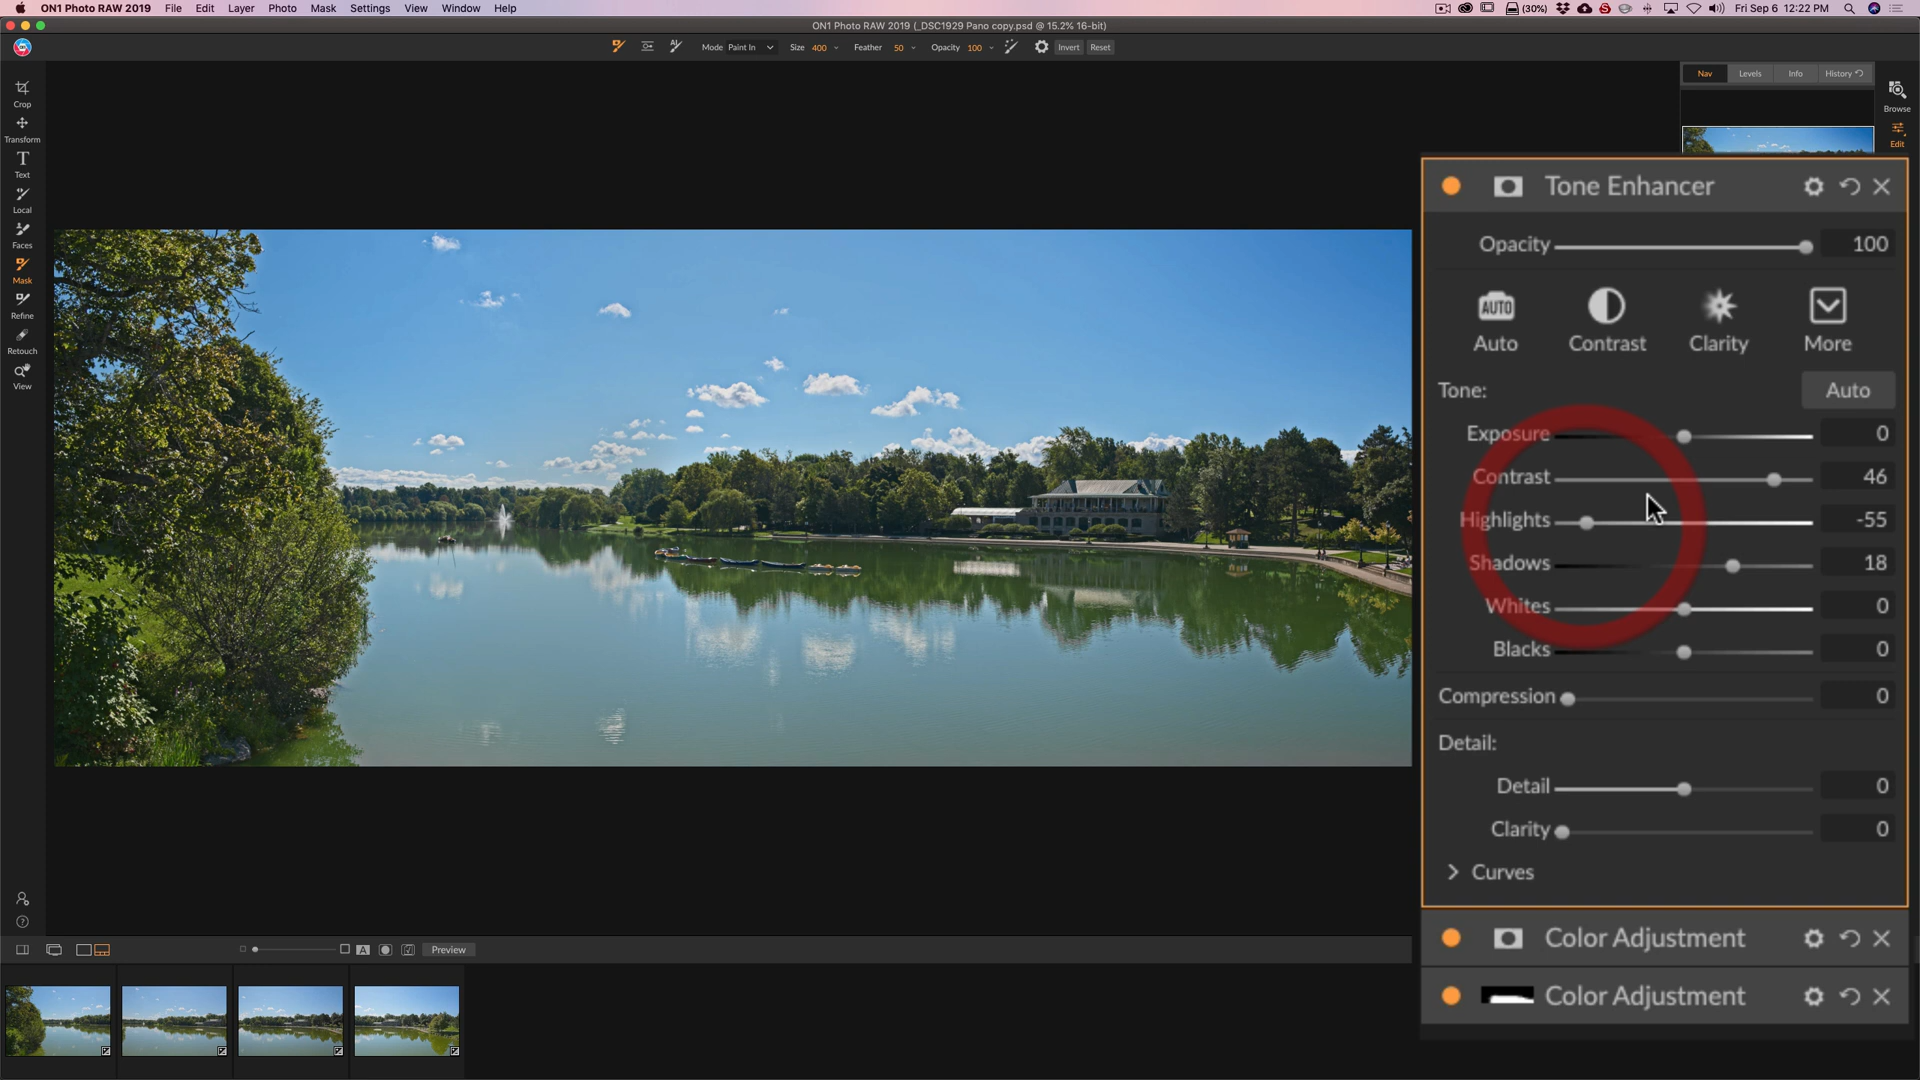 ON1 Photo RAW 2019 File Edit Layer Photo Mask Settings View Window Help (30%) Fri Sep 6 12:22 PM
ON1 Photo RAW 2019 (_DSC1929 Pano copy.psd @ 15.2% 16-bit)
Mode Paint In Size 400 Feather 50 Opacity 100 Invert Reset
Nav Levels Info History
Crop
Transform
Text
Local
Faces
Mask
Refine
Retouch
View
Browse
Edit
Tone Enhancer
Opacity 100
AUTO
Auto Contrast Clarity More
Tone: Auto
Exposure 0
Contrast 46
Highlights -55
Shadows 18
Whites 0
Blacks 0
Compression 0
Detail:
Detail 0
Clarity 0
Curves
Color Adjustment
Color Adjustment
A Preview